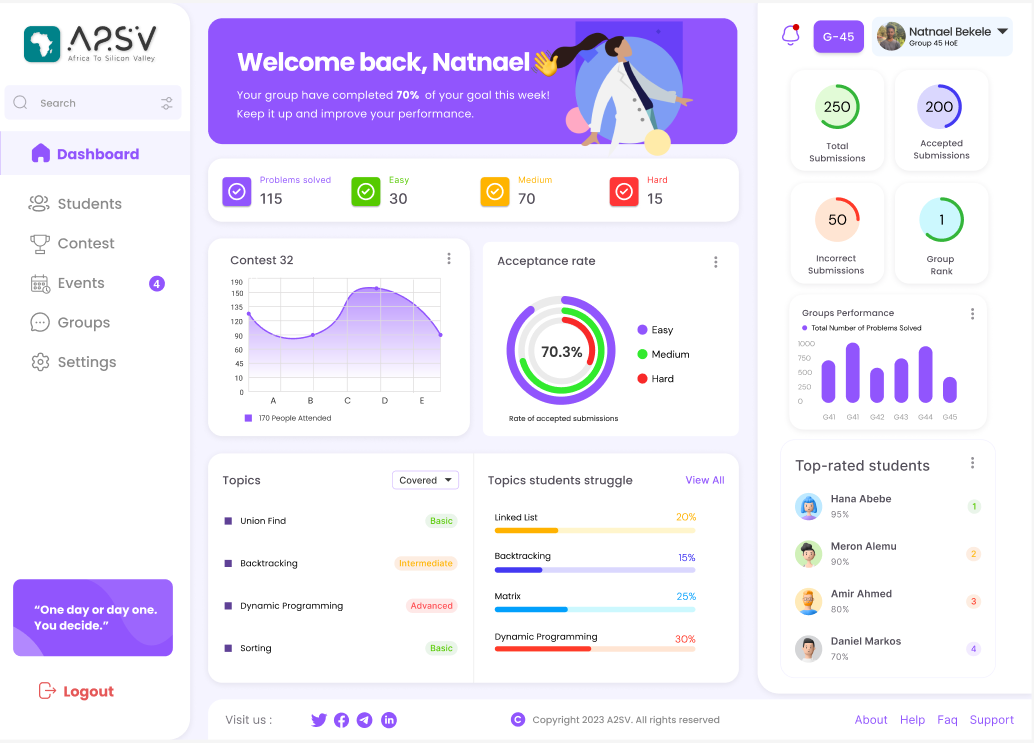 A2SV
Africa To Silicon Valley
Search
Dashboard
Students
Contest
Events
4
Groups
Settings
“One day or day one.
You decide.”
Logout
Welcome back, Natnael
Your group have completed 70% of your goal this week!
Keep it up and improve your performance.
Problems solved
115
Easy
30
Medium
70
Hard
15
Contest 32
190
150
135
120
90
60
45
10
0
A B C D E
170 People Attended
Acceptance rate
70.3%
Easy
Medium
Hard
Rate of accepted submissions
Topics
Covered
Union Find
Basic
Backtracking
Intermediate
Dynamic Programming
Advanced
Sorting
Basic
Topics students struggle
View All
Linked List
20%
Backtracking
15%
Matrix
25%
Dynamic Programming
30%
G-45
Natnael Bekele
Group 45 HoE
250
Total
Submissions
200
Accepted
Submissions
50
Incorrect
Submissions
1
Group
Rank
Groups Performance
Total Number of Problems Solved
1000
750
500
250
0
G41 G41 G42 G43 G44 G45
Top-rated students
Hana Abebe
95%
1
Meron Alemu
90%
2
Amir Ahmed
80%
3
Daniel Markos
70%
4
Visit us :
C Copyright 2023 A2SV. All rights reserved
About Help Faq Support